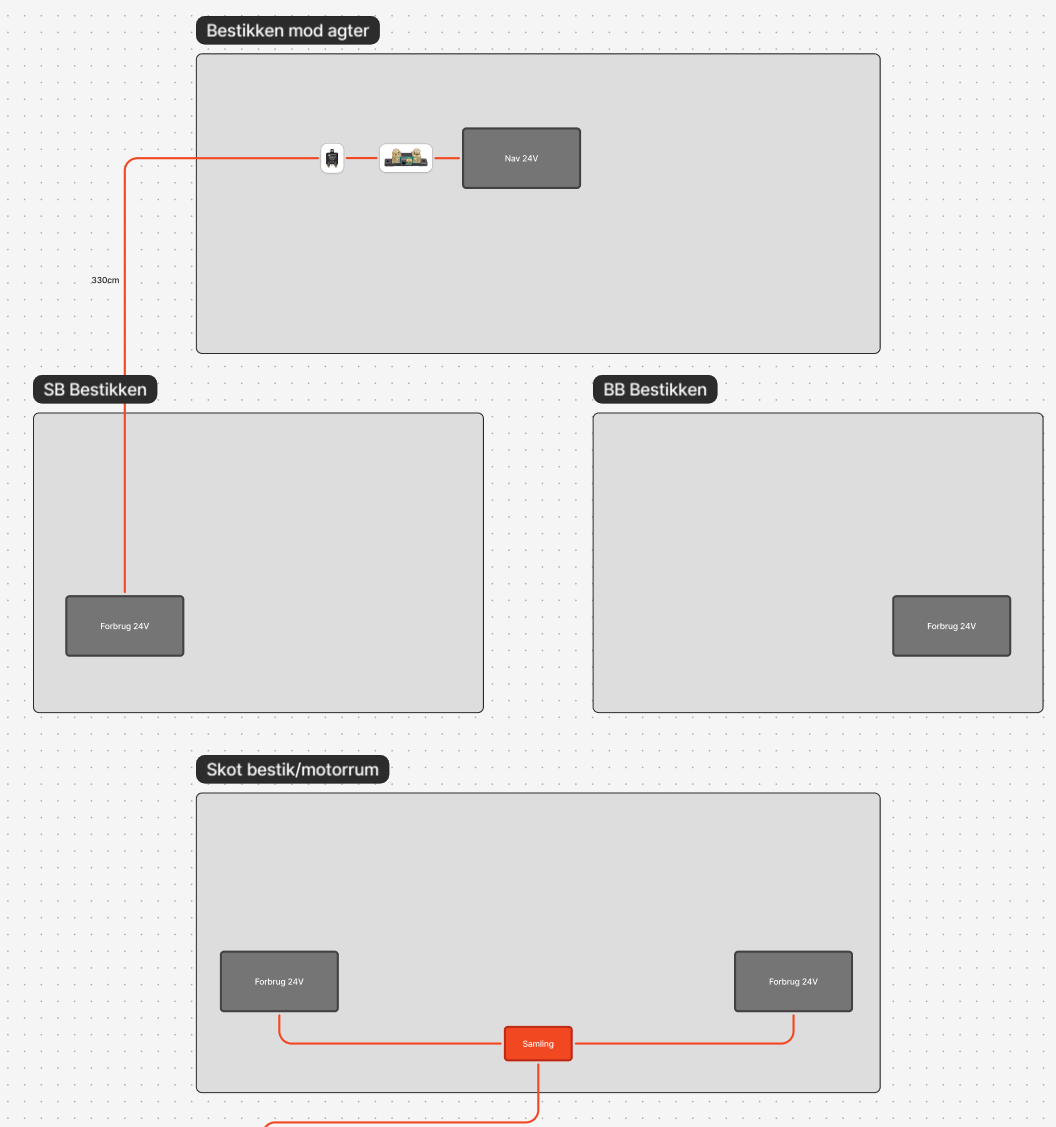 Bestikken mod agter
Nav 24V
330cm
SB Bestikken
BB Bestikken
Forbrug 24V
Forbrug 24V
Skot bestik/motorrum
Forbrug 24V
Forbrug 24V
Samling